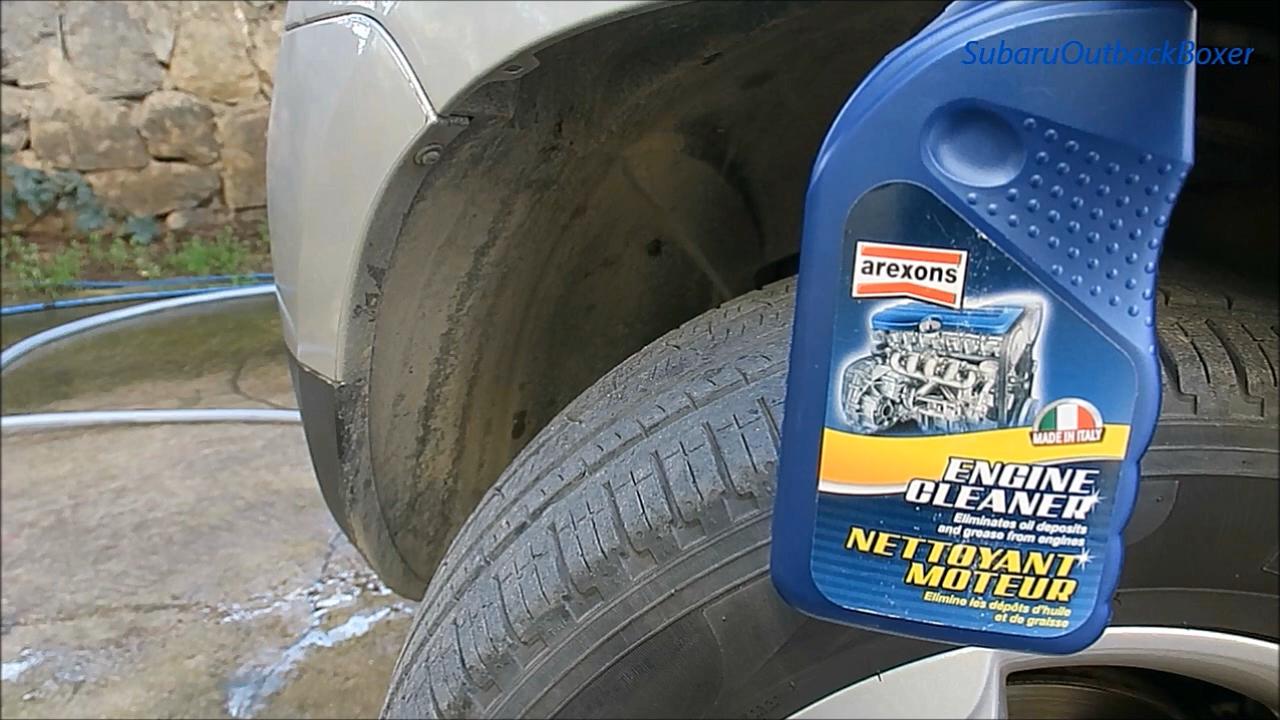 SubaruOutbackBoxer
arexons
MADE IN ITALY
ENGINE
CLEANER
Eliminates oil deposits
and grease from engines
NETTOYANT
MOTEUR
Elimine les dépôts d'huile
et de graisse